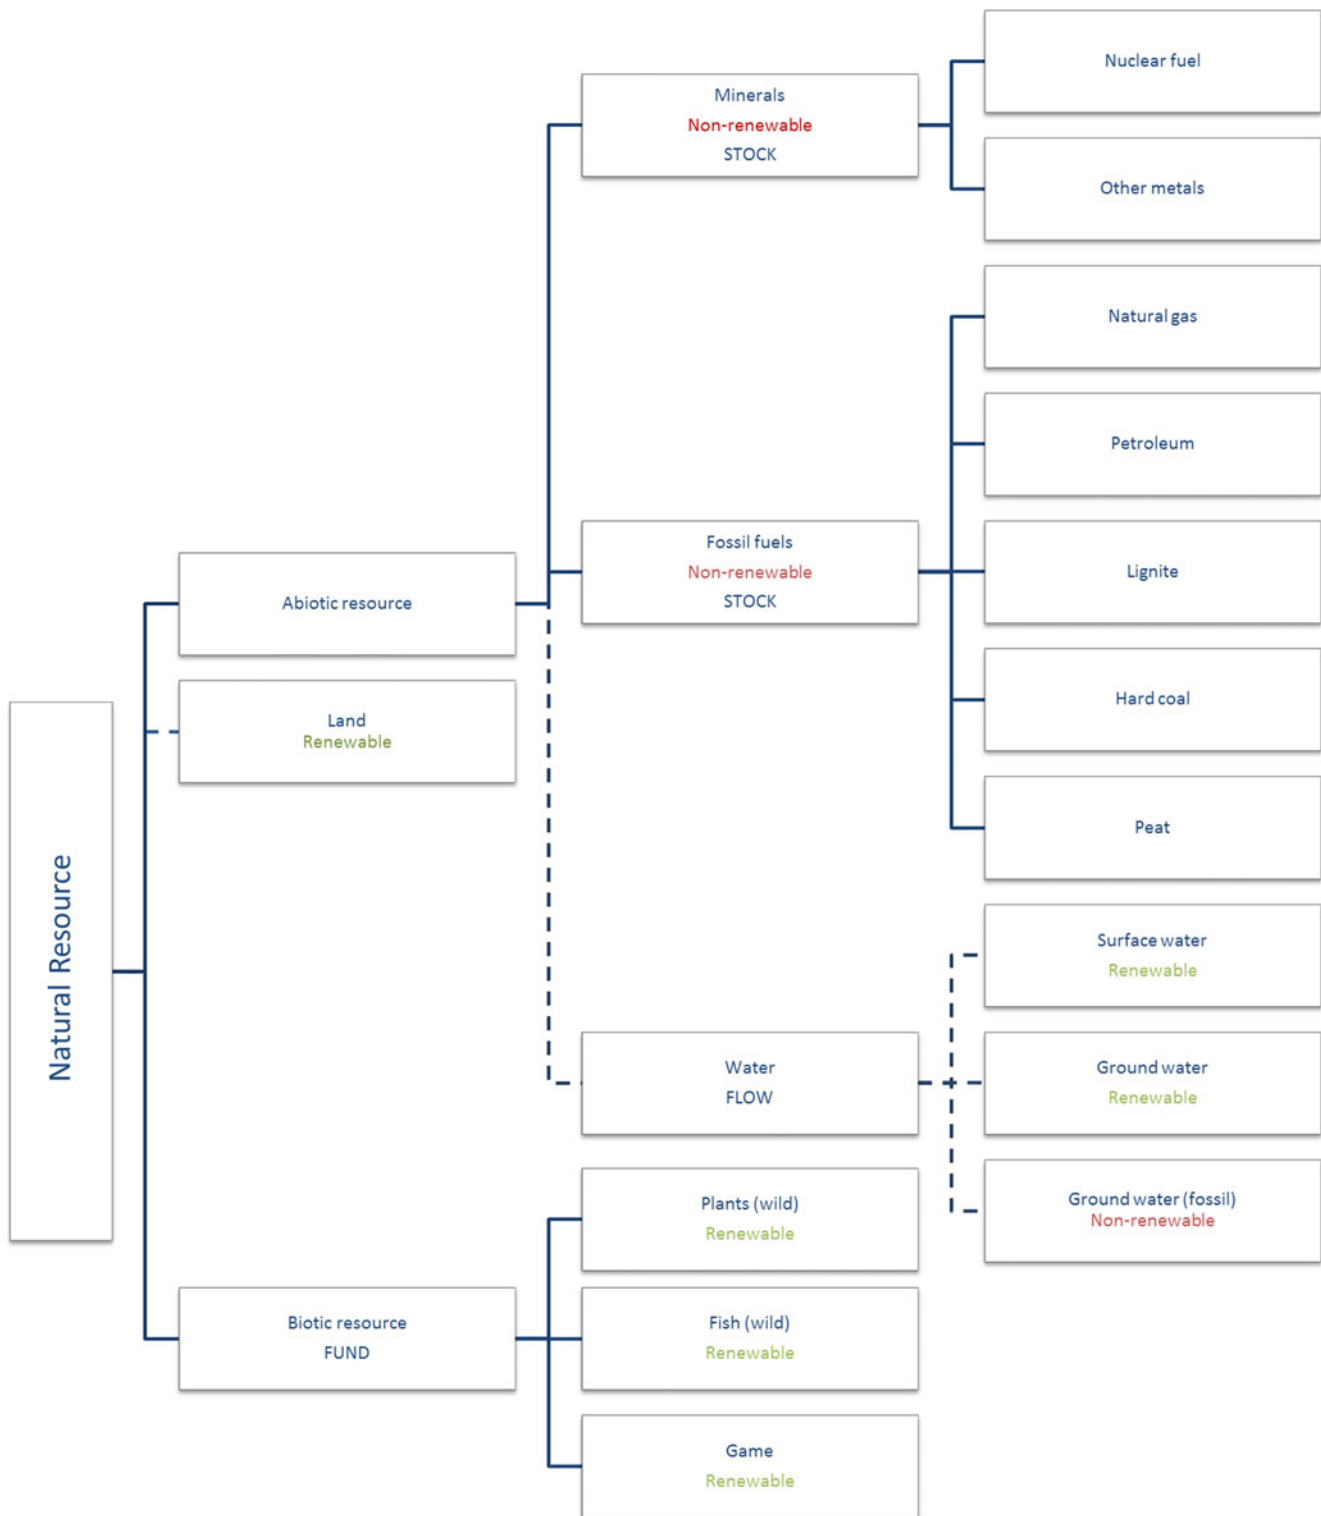 Natural Resource
Abiotic resource
Land
Renewable
Biotic resource
FUND
Minerals
Non-renewable
STOCK
Fossil fuels
Non-renewable
STOCK
Water
FLOW
Plants (wild)
Renewable
Fish (wild)
Renewable
Game
Renewable
Nuclear fuel
Other metals
Natural gas
Petroleum
Lignite
Hard coal
Peat
Surface water
Renewable
Ground water
Renewable
Ground water (fossil)
Non-renewable